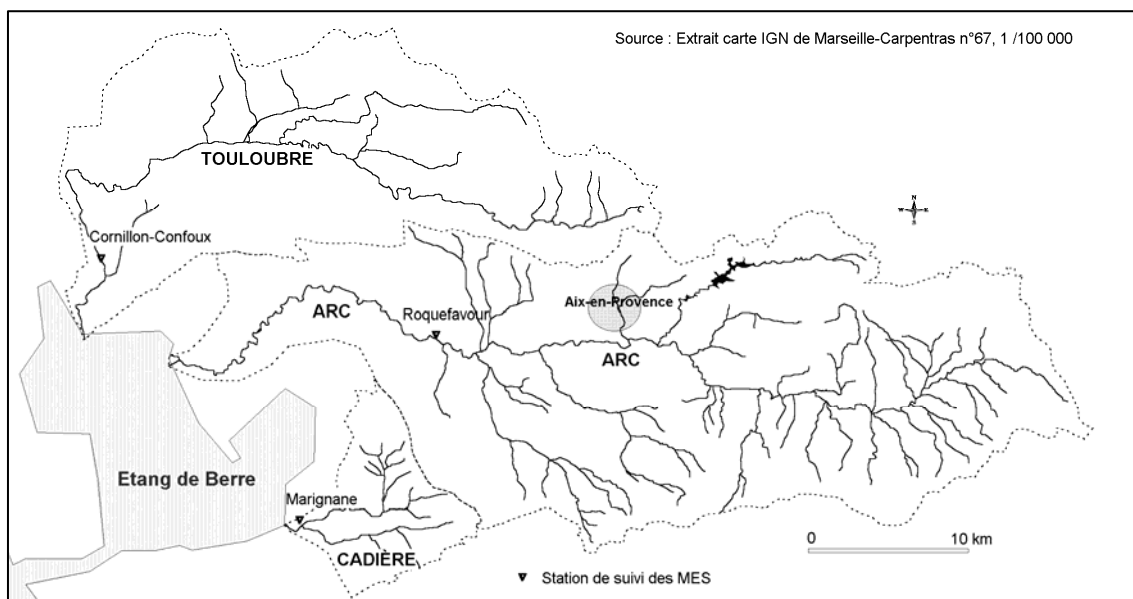 Source : Extrait carte IGN de Marseille-Carpentras n°67, 1 /100 000
TOULOUBRE
N
W E
S
Cornillon-Confoux
Aix-en-Provence
ARC
Roquefavour
ARC
Etang de Berre
Marignane
CADIÈRE
0 10 km
Station de suivi des MES